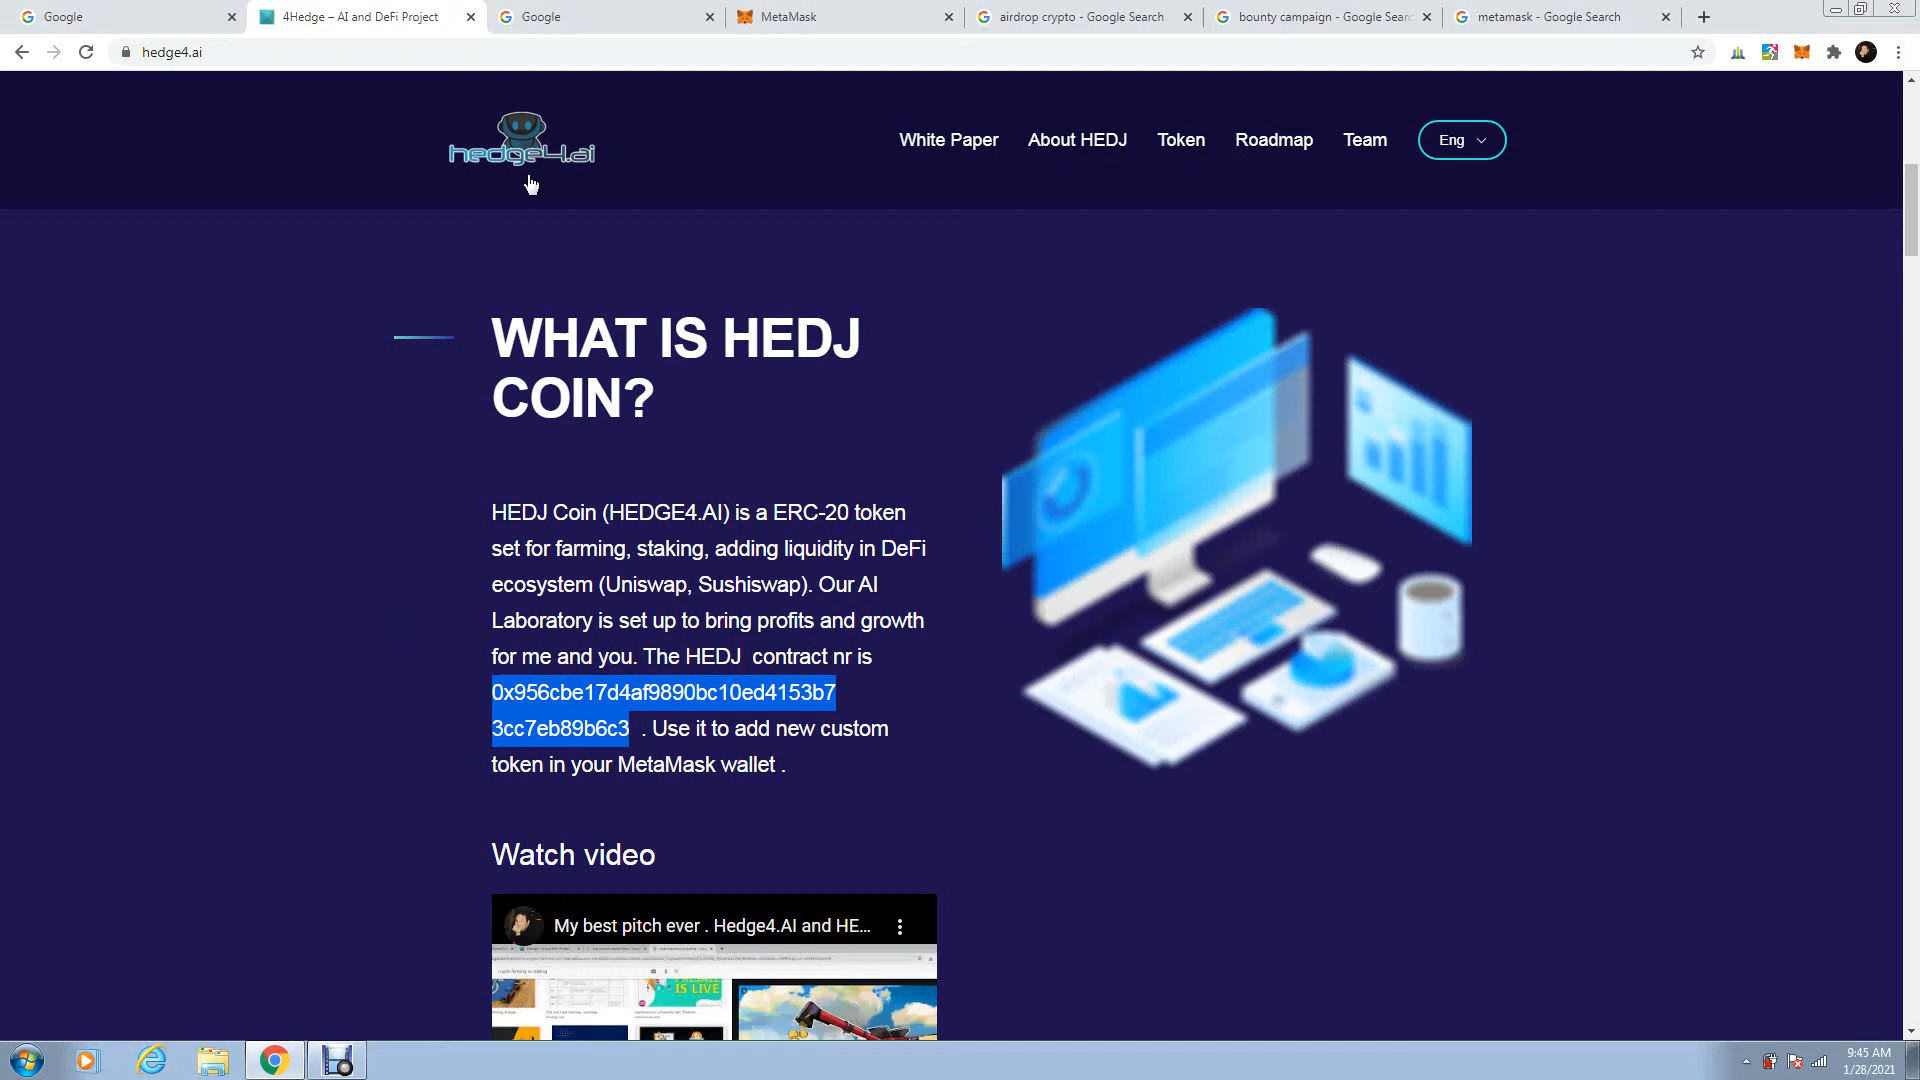 Google
4Hedge – AI and DeFi Project
Google
MetaMask
airdrop crypto - Google Search
bounty campaign - Google Searc
metamask - Google Search
hedge4.ai
hedge4.ai
White Paper
About HEDJ
Token
Roadmap
Team
Eng
WHAT IS HEDJ
COIN?
HEDJ Coin (HEDGE4.AI) is a ERC-20 token
set for farming, staking, adding liquidity in DeFi
ecosystem (Uniswap, Sushiswap). Our AI
Laboratory is set up to bring profits and growth
for me and you. The HEDJ contract nr is
0x956cbe17d4af9890bc10ed4153b7
3cc7eb89b6c3 . Use it to add new custom
token in your MetaMask wallet .
Watch video
My best pitch ever . Hedge4.AI and HE...
PRESALE
IS LIVE
9:45 AM
1/28/2021